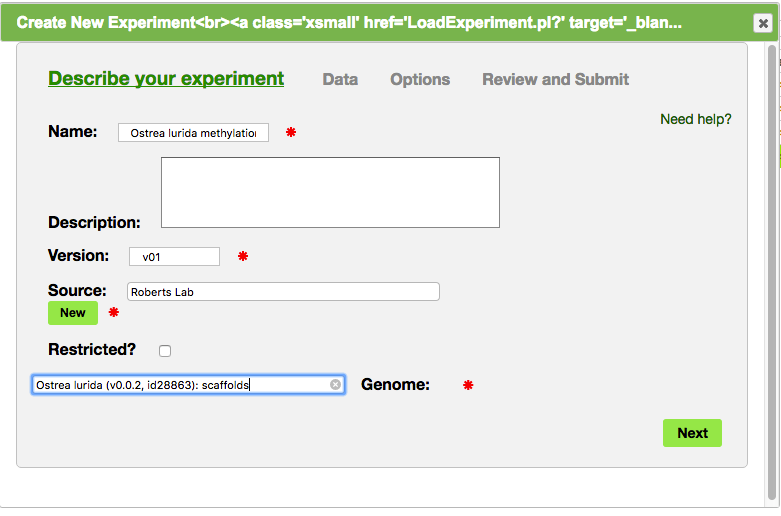 Create New Experiment<br><a class='xsmall' href='LoadExperiment.pl?' target='_blan...
Describe your experiment Data Options Review and Submit
Need help?
Name: Ostrea lurida methylation *
Description:
Version: v01 *
Source: Roberts Lab
New *
Restricted?
Ostrea lurida (v0.0.2, id28863): scaffolds Genome: *
Next